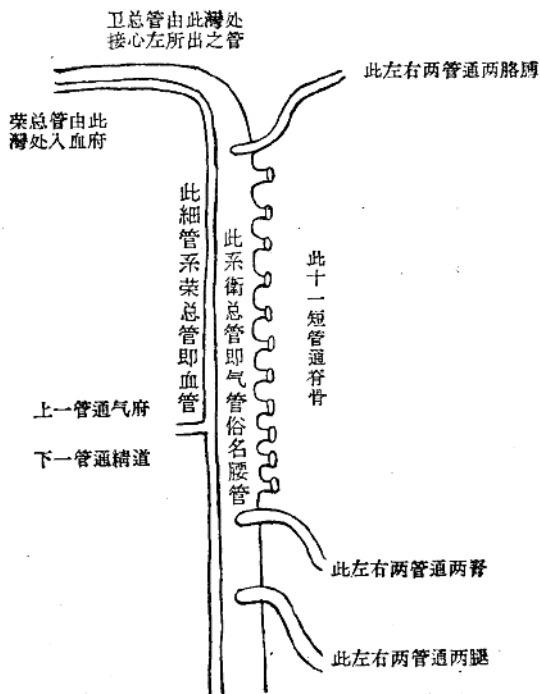 卫总管由此灣处
接心左所出之管
此左右两管通两胳膊
荣总管由此
灣处入血府
此細管系荣总管即血管
此系衛总管即气管俗名腰管
此十一短管通脊骨
上一管通气府
下一管通精道
此左右两管通两腎
此左右两管通两腿